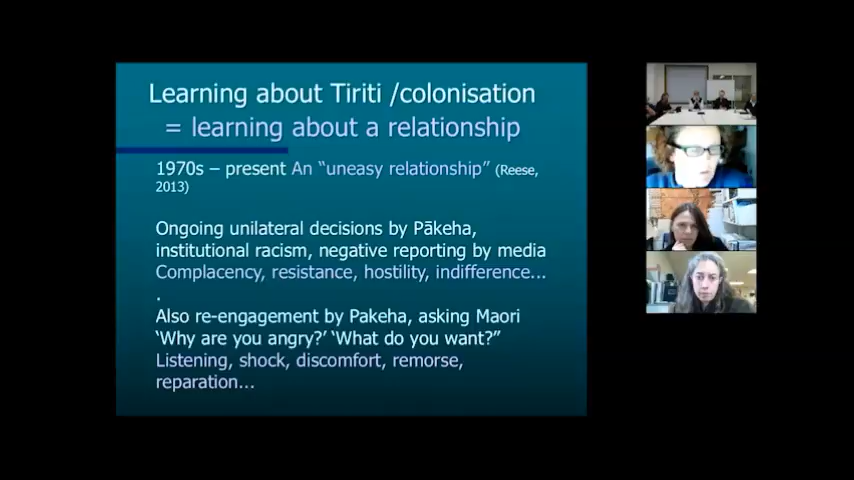 Learning about Tiriti /colonisation
= learning about a relationship
1970s – present An “uneasy relationship” (Reese,
2013)
Ongoing unilateral decisions by Pākeha,
institutional racism, negative reporting by media
Complacency, resistance, hostility, indifference...
.
Also re-engagement by Pakeha, asking Maori
‘Why are you angry?’ ‘What do you want?”
Listening, shock, discomfort, remorse,
reparation...